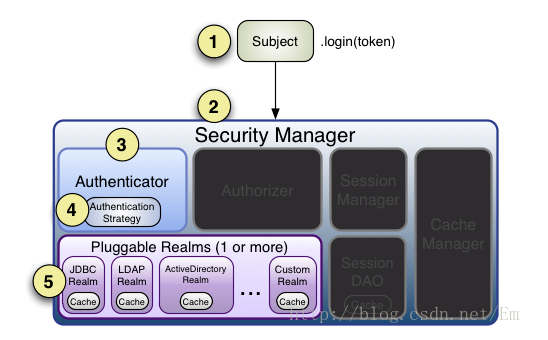 1
Subject
.login(token)
2
Security Manager
3
Authenticator
4
Authentication
Strategy
Authorizer
Session
Manager
Cache
Manager
Pluggable Realms (1 or more)
5
JDBC
Realm
Cache
LDAP
Realm
Cache
ActiveDirectory
Realm
Cache
...
Custom
Realm
Cache
Session
DAO
Cache
http://blog.csdn.net/Em